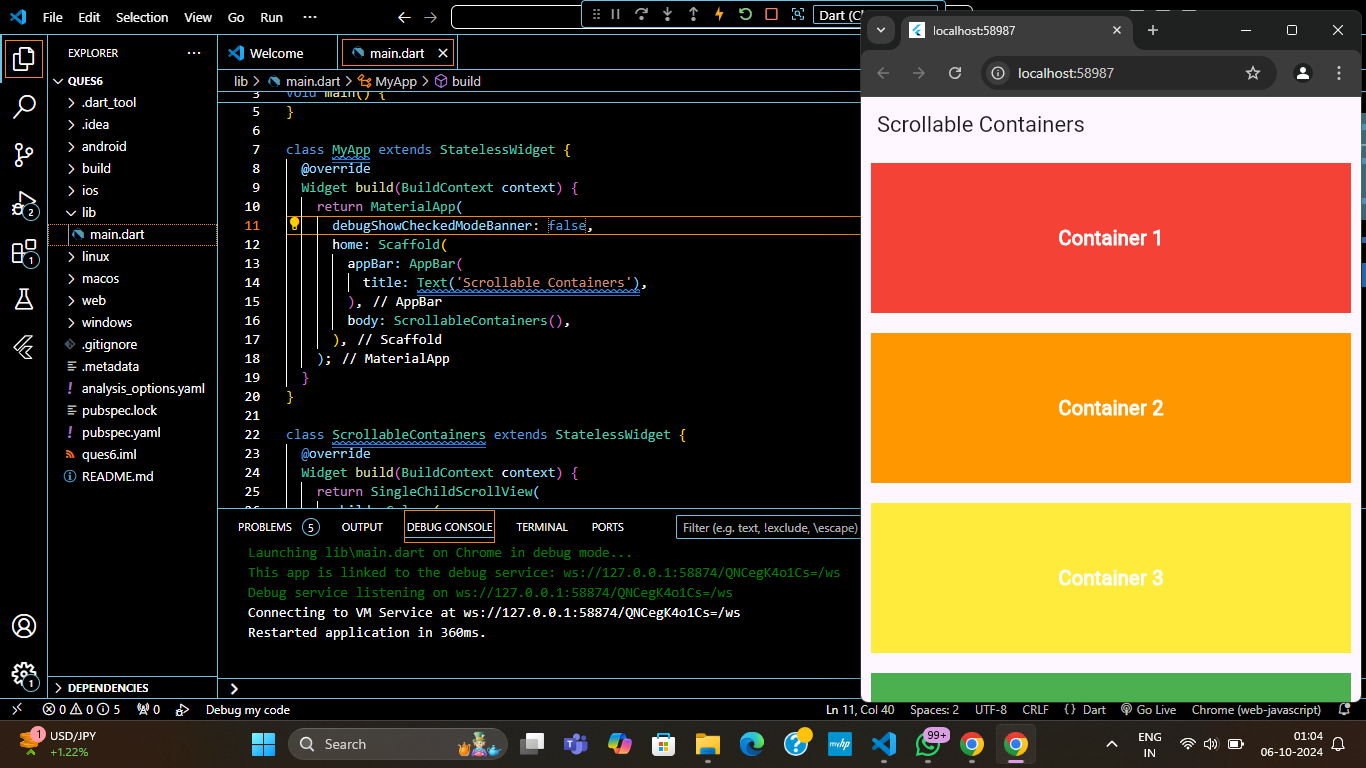 File Edit Selection View Go Run ···
Dart (C
localhost:58987
localhost:58987
EXPLORER ···
QUES6
.dart_tool
.idea
android
build
ios
lib
main.dart
linux
macos
web
windows
.gitignore
.metadata
analysis_options.yaml
pubspec.lock
pubspec.yaml
ques6.iml
README.md
DEPENDENCIES
2
1
1
Welcome main.dart
lib > main.dart > MyApp > build
3 void main() {
5 }
6
7 class MyApp extends StatelessWidget {
8 @override
9 Widget build(BuildContext context) {
10 return MaterialApp(
11 debugShowCheckedModeBanner: false,
12 home: Scaffold(
13 appBar: AppBar(
14 title: Text('Scrollable Containers'),
15 ), // AppBar
16 body: ScrollableContainers(),
17 ), // Scaffold
18 ); // MaterialApp
19 }
20 }
21
22 class ScrollableContainers extends StatelessWidget {
23 @override
24 Widget build(BuildContext context) {
25 return SingleChildScrollView(
PROBLEMS 5 OUTPUT DEBUG CONSOLE TERMINAL PORTS Filter (e.g. text, !exclude, \escape)
Launching lib\main.dart on Chrome in debug mode...
This app is linked to the debug service: ws://127.0.0.1:58874/QNCegK4o1Cs=/ws
Debug service listening on ws://127.0.0.1:58874/QNCegK4o1Cs=/ws
Connecting to VM Service at ws://127.0.0.1:58874/QNCegK4o1Cs=/ws
Restarted application in 360ms.
Scrollable Containers
Container 1
Container 2
Container 3
0 0 5 0 Debug my code Ln 11, Col 40 Spaces: 2 UTF-8 CRLF {} Dart Go Live Chrome (web-javascript)
1 USD/JPY
+1.22%
Search
myhp
99+
ENG
IN
01:04
06-10-2024